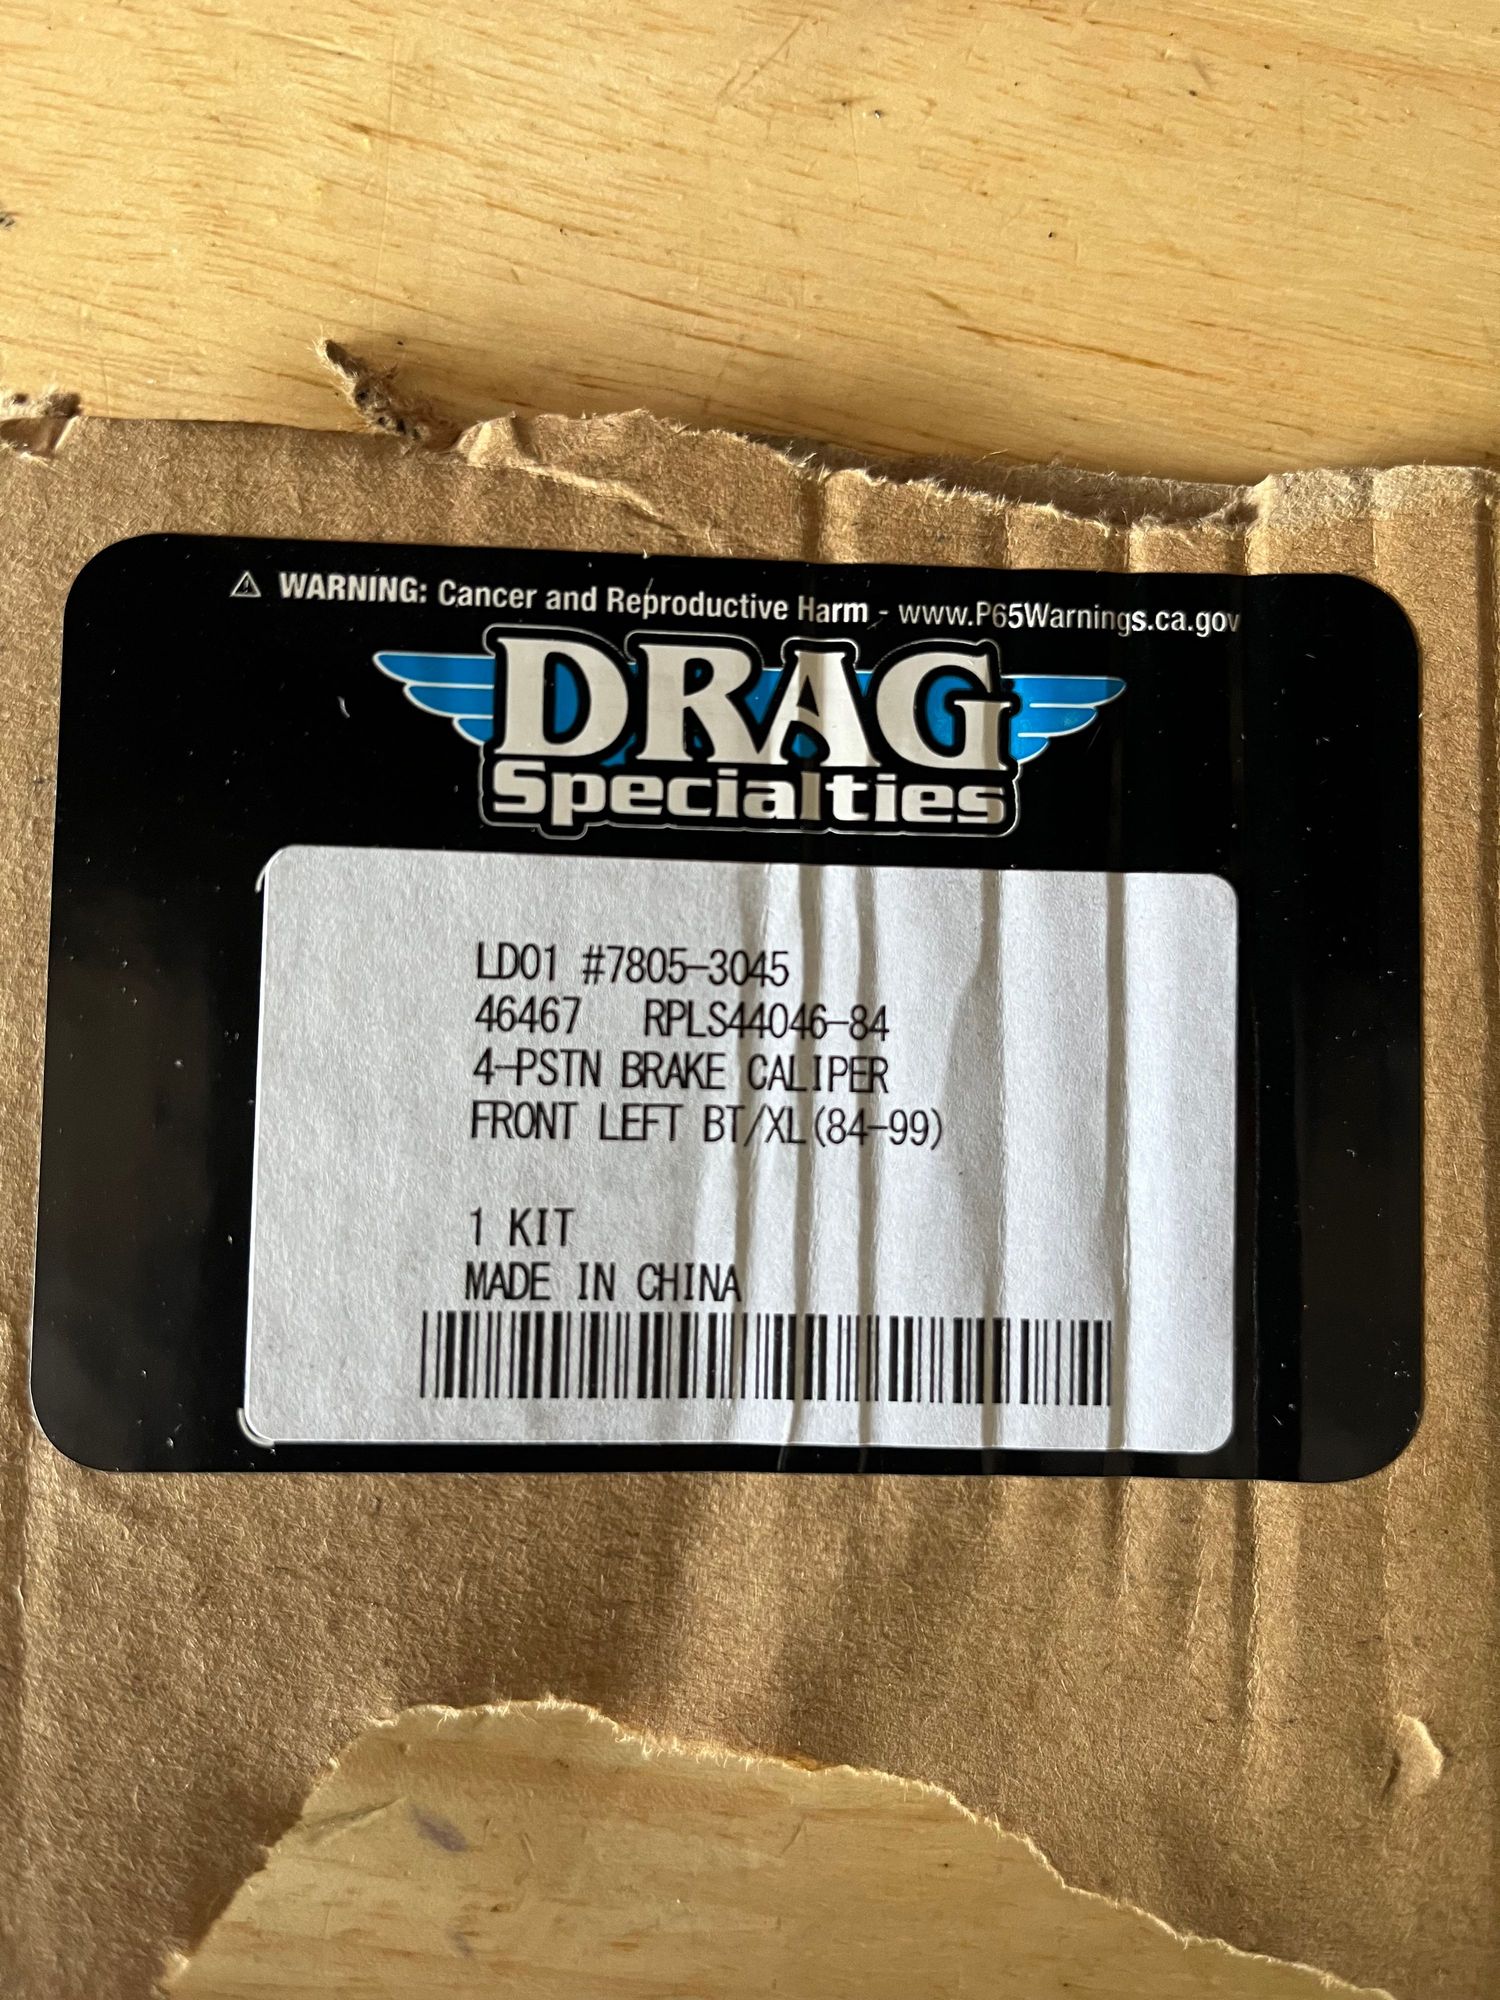 ⚠ WARNING: Cancer and Reproductive Harm - www.P65Warnings.ca.gov
DRAG
Specialties
LD01 #7805-3045
46467 RPLS44046-84
4-PSTN BRAKE CALIPER
FRONT LEFT BT/XL(84-99)
1 KIT
MADE IN CHINA